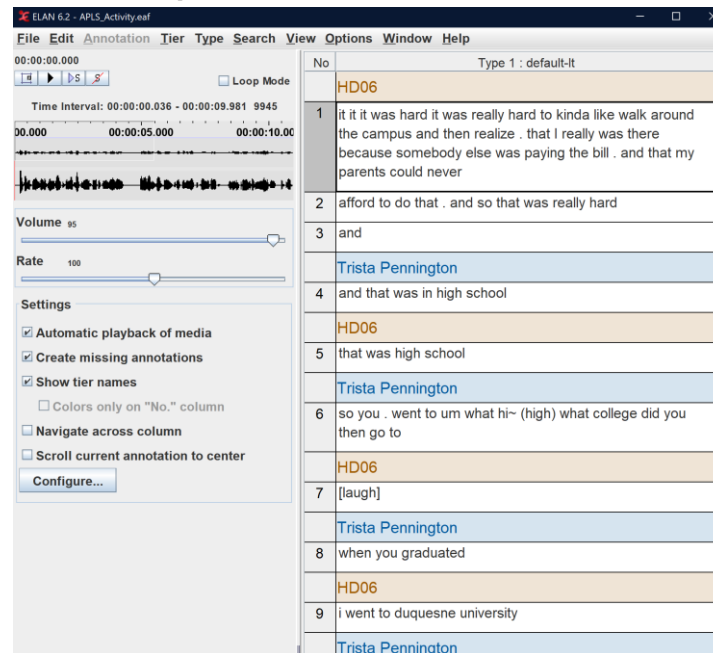 ELAN 6.2 - APLS_Activity.eaf
File Edit Annotation Tier Type Search View Options Window Help
00:00:00.000
S S
Loop Mode
Time Interval: 00:00:00.036 - 00:00:09.981 9945
00.000 00:00:05.000 00:00:10.00
Volume 95
Rate 100
Settings
Automatic playback of media
Create missing annotations
Show tier names
Colors only on "No." column
Navigate across column
Scroll current annotation to center
Configure...
No Type 1 : default-lt
HD06
1 it it it was hard it was really hard to kinda like walk around
the campus and then realize . that I really was there
because somebody else was paying the bill . and that my
parents could never
2 afford to do that . and so that was really hard
3 and
Trista Pennington
4 and that was in high school
HD06
5 that was high school
Trista Pennington
6 so you . went to um what hi~ (high) what college did you
then go to
HD06
7 [laugh]
Trista Pennington
8 when you graduated
HD06
9 i went to duquesne university
Trista Pennington